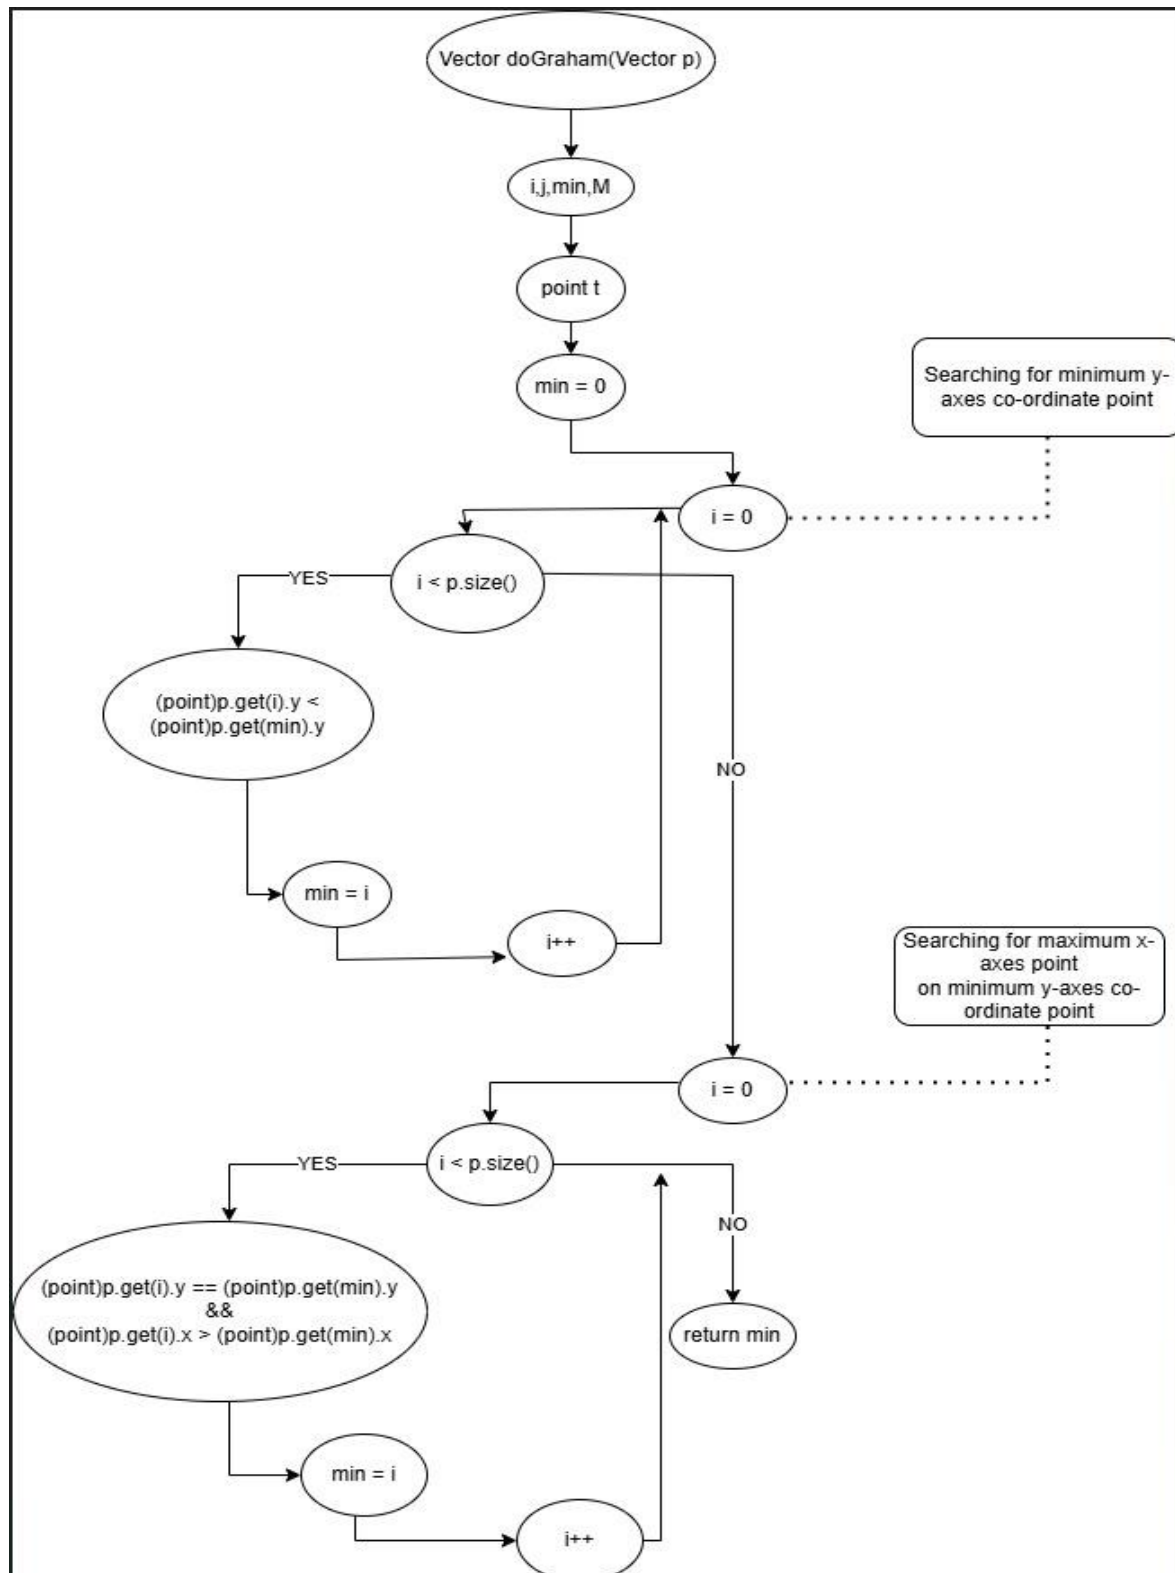 Vector doGraham(Vector p)
i,j,min,M
point t
min = 0
Searching for minimum y-
axes co-ordinate point
i = 0
i < p.size()
YES
(point)p.get(i).y <
(point)p.get(min).y
NO
min = i
i++
Searching for maximum x-
axes point
on minimum y-axes co-
ordinate point
i = 0
i < p.size()
YES
NO
(point)p.get(i).y == (point)p.get(min).y
&&
(point)p.get(i).x > (point)p.get(min).x
return min
min = i
i++